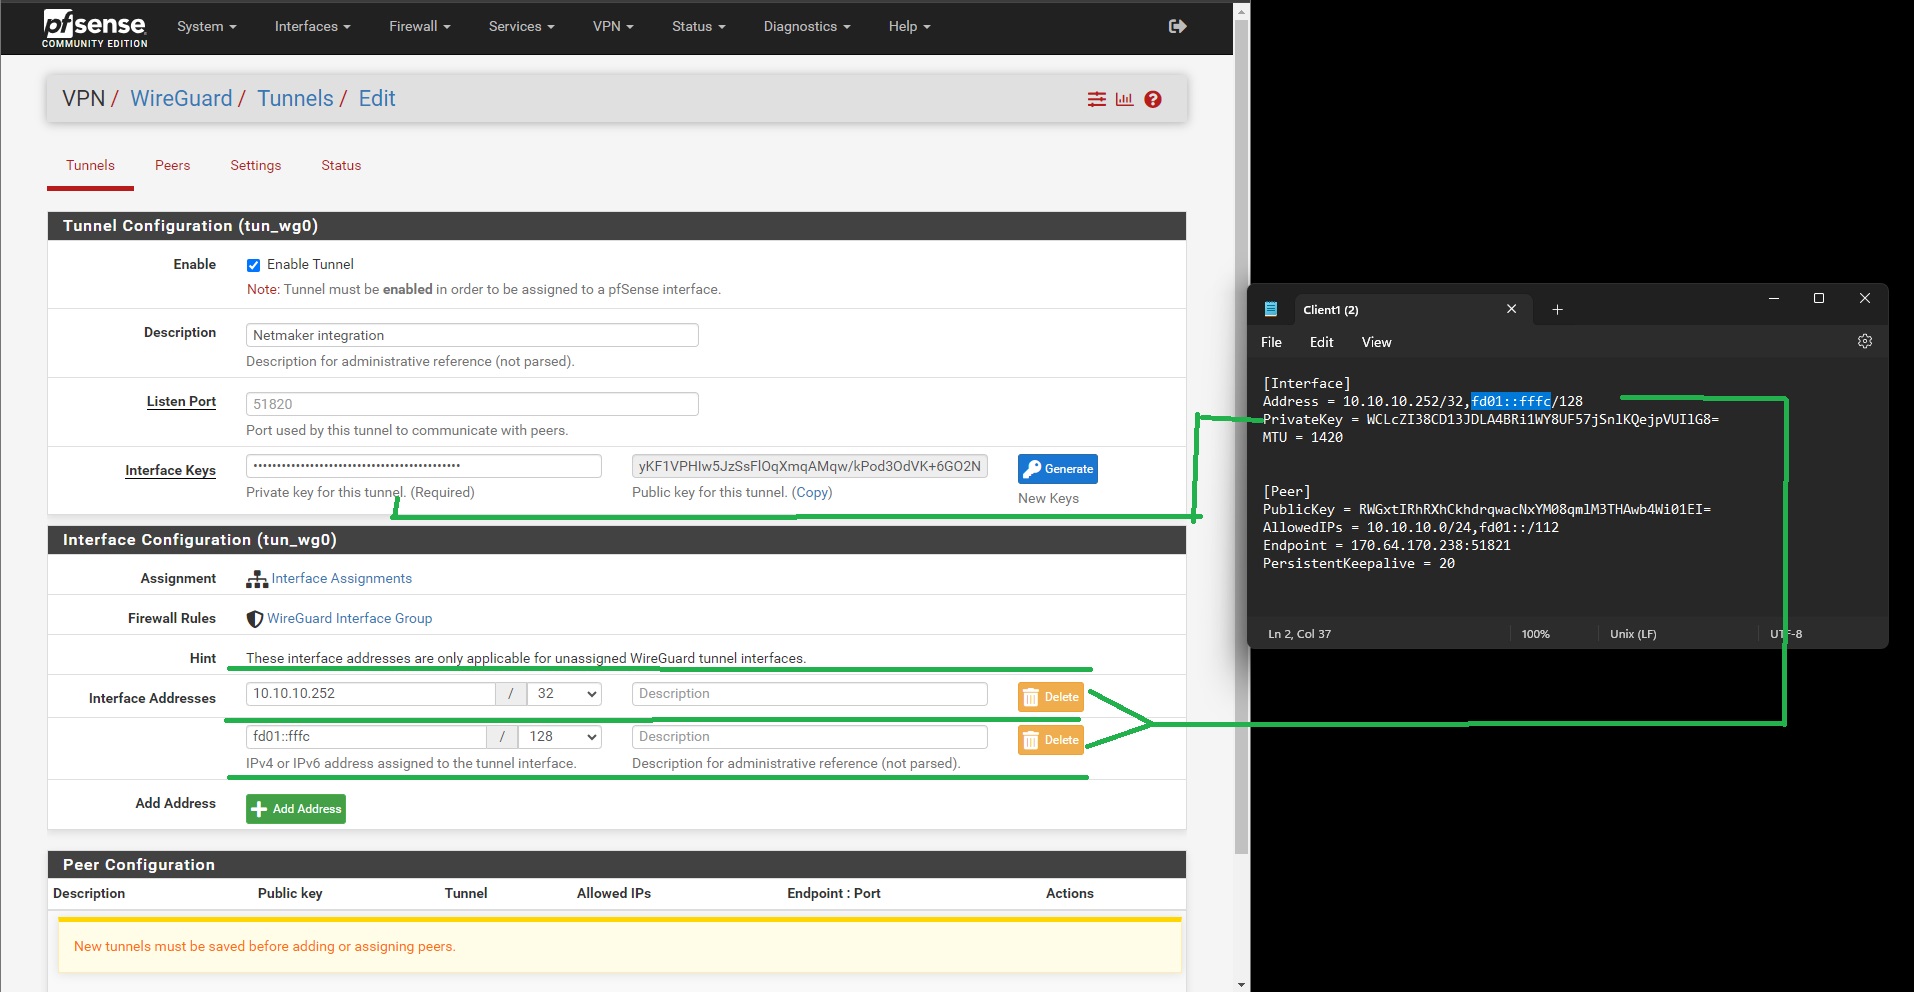 pfsense COMMUNITY EDITION
System Interfaces Firewall Services VPN Status Diagnostics Help
VPN / WireGuard / Tunnels / Edit
Tunnels Peers Settings Status
Tunnel Configuration (tun_wg0)
Enable Enable Tunnel
Note: Tunnel must be enabled in order to be assigned to a pfSense interface.
Description Netmaker integration
Description for administrative reference (not parsed).
Listen Port 51820
Port used by this tunnel to communicate with peers.
Interface Keys •••••••••••••••••••••••••••••••••••••••••••• yKF1VPHIw5JzSsFlOqXmqAMqw/kPod3OdVK+6GO2N Generate
Private key for this tunnel. (Required) Public key for this tunnel. (Copy) New Keys
Interface Configuration (tun_wg0)
Assignment Interface Assignments
Firewall Rules WireGuard Interface Group
Hint These interface addresses are only applicable for unassigned WireGuard tunnel interfaces.
Interface Addresses 10.10.10.252 / 32 Description Delete
fd01::fffc / 128 Description Delete
IPv4 or IPv6 address assigned to the tunnel interface. Description for administrative reference (not parsed).
Add Address Add Address
Peer Configuration
Description Public key Tunnel Allowed IPs Endpoint : Port Actions
New tunnels must be saved before adding or assigning peers.
Client1 (2)
File Edit View
[Interface]
Address = 10.10.10.252/32,fd01::fffc/128
PrivateKey = WCLcZI38CD13JDLA4BRi1WY8UF57jSnlKQejpVUIlG8=
MTU = 1420
[Peer]
PublicKey = RWGxtIRhRXhCkhdrqwacNxYM08qmlM3THAwb4Wi01EI=
AllowedIPs = 10.10.10.0/24,fd01::/112
Endpoint = 170.64.170.238:51821
PersistentKeepalive = 20
Ln 2, Col 37 100% Unix (LF) UTF-8